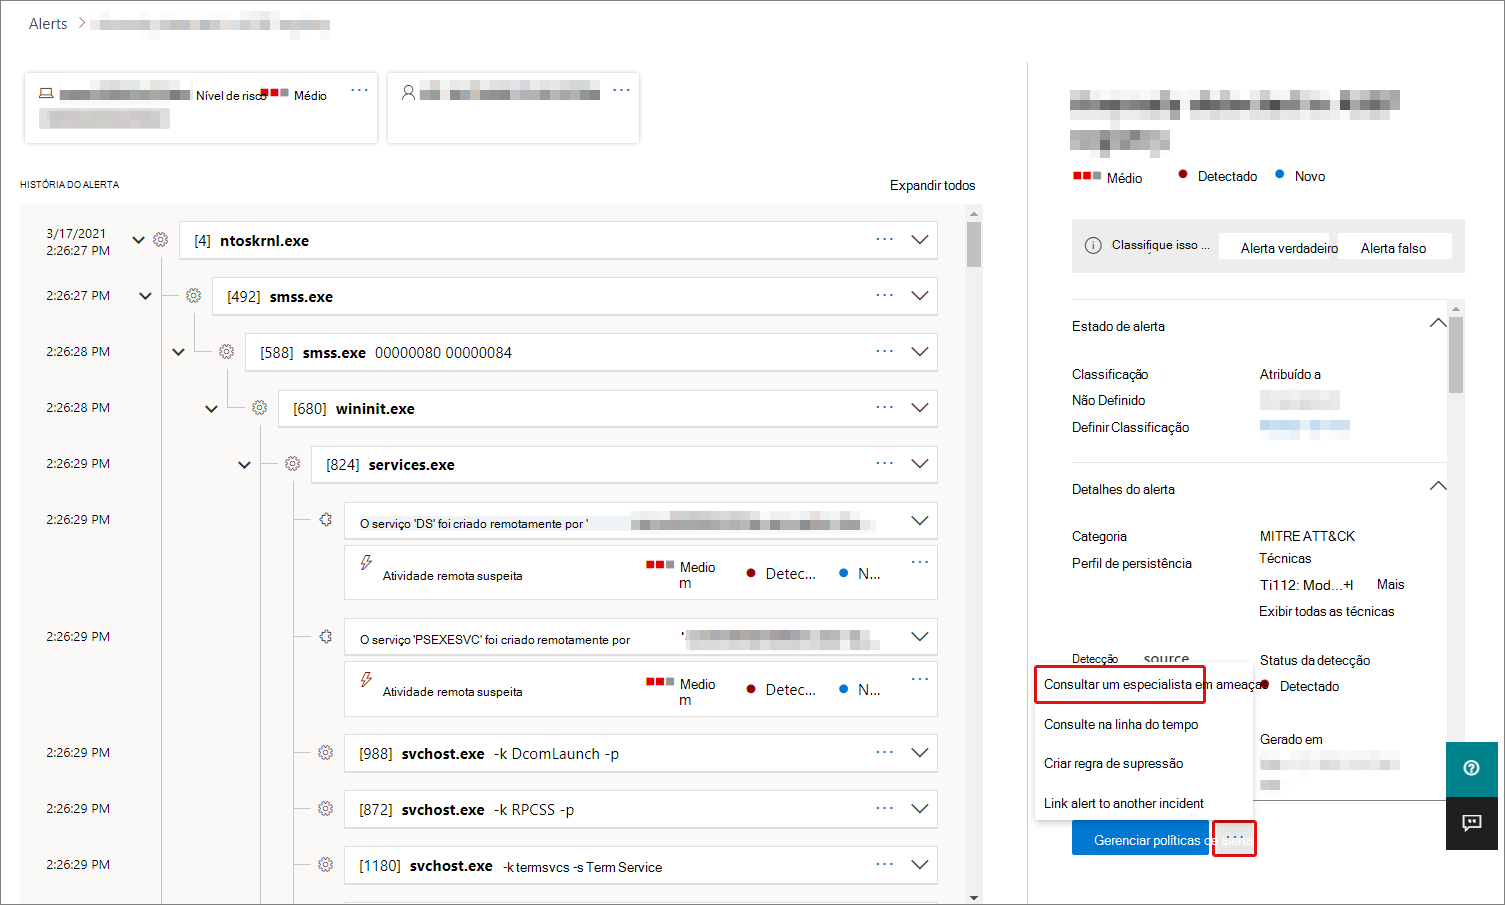 Alerts
Nível de risco Médio
HISTÓRIA DO ALERTA
Expandir todos
3/17/2021
2:26:27 PM
[4] ntoskrnl.exe
2:26:27 PM
[492] smss.exe
2:26:28 PM
[588] smss.exe 00000080 00000084
2:26:28 PM
[680] wininit.exe
2:26:29 PM
[824] services.exe
2:26:29 PM
O serviço 'DS' foi criado remotamente por '
Atividade remota suspeita
Medio
m
Detec...
N...
2:26:29 PM
O serviço 'PSEXESVC' foi criado remotamente por '
Atividade remota suspeita
Medio
m
Detec...
N...
2:26:29 PM
[988] svchost.exe -k DcomLaunch -p
2:26:29 PM
[872] svchost.exe -k RPCSS -p
2:26:29 PM
[1180] svchost.exe -k termsvcs -s Term Service
Médio
Detectado
Novo
Classifique isso ...
Alerta verdadeiro
Alerta falso
Estado de alerta
Classificação
Não Definido
Definir Classificação
Atribuído a
Detalhes do alerta
Categoria
Perfil de persistência
MITRE ATT&CK
Técnicas
Ti112: Mod...+l Mais
Exibir todas as técnicas
Detecção source
Status da detecção
Detectado
Gerado em
Consultar um especialista em ameaças
Consulte na linha do tempo
Criar regra de supressão
Link alert to another incident
Gerenciar políticas de alerta
...